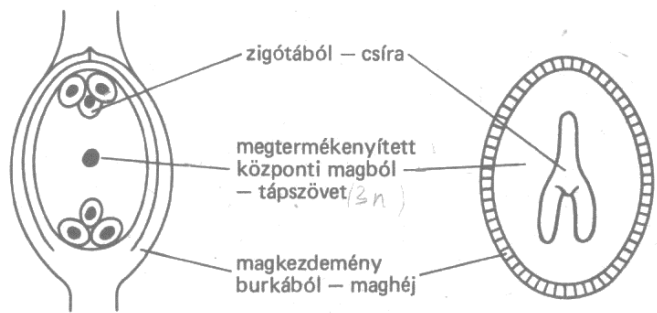 zigótából — csíra
megtermékenyített
központi magból
— tápszövet (3n)
magkezdemény
burkából — maghéj